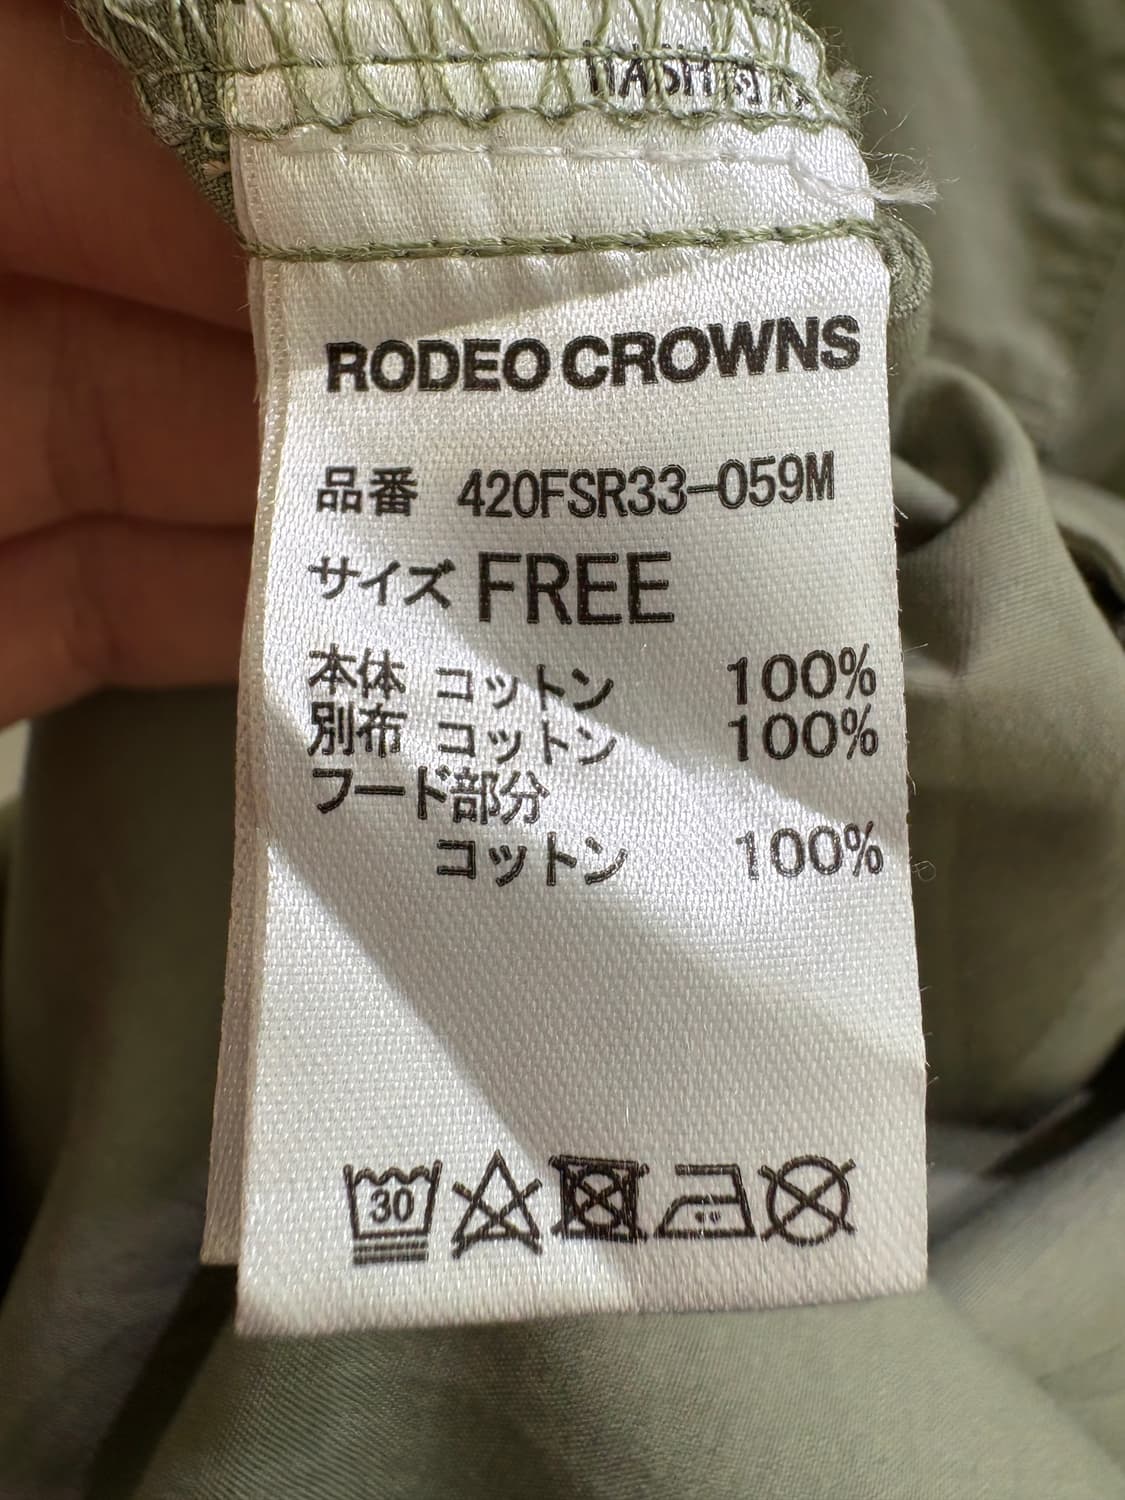 WASH
RODEO CROWNS
品番 420FSR33-059M
サイズ FREE
本体 コットン 100%
別布 コットン 100%
フード部分
コットン 100%
30